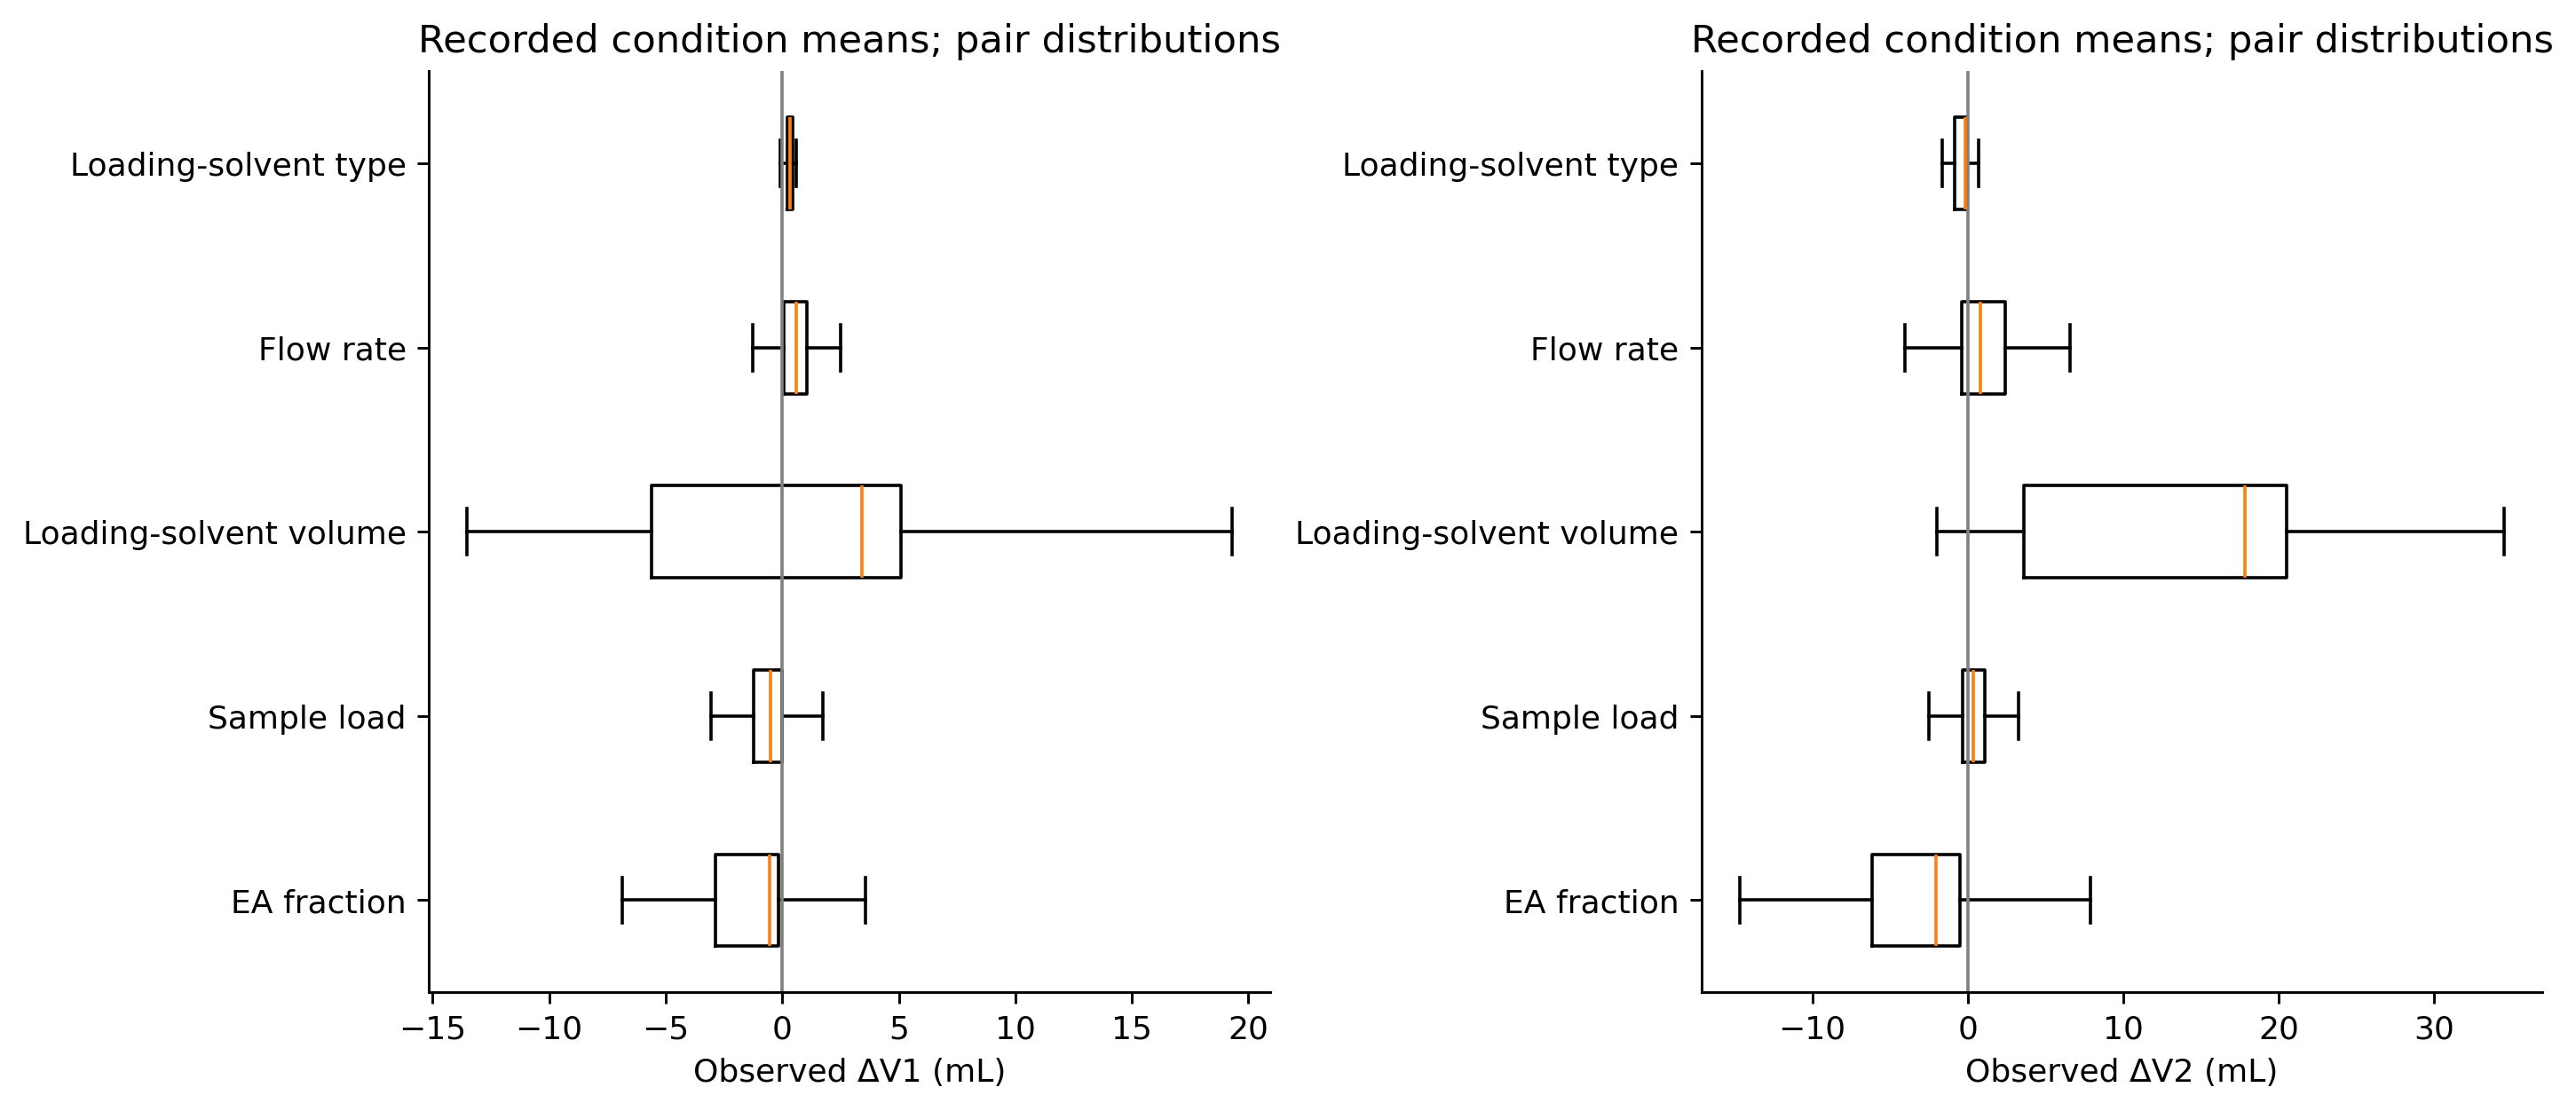 Recorded condition means; pair distributions
Loading-solvent type
Flow rate
Loading-solvent volume
Sample load
EA fraction
−15 −10 −5 0 5 10 15 20
Observed ΔV1 (mL)
Recorded condition means; pair distributions
Loading-solvent type
Flow rate
Loading-solvent volume
Sample load
EA fraction
−10 0 10 20 30
Observed ΔV2 (mL)